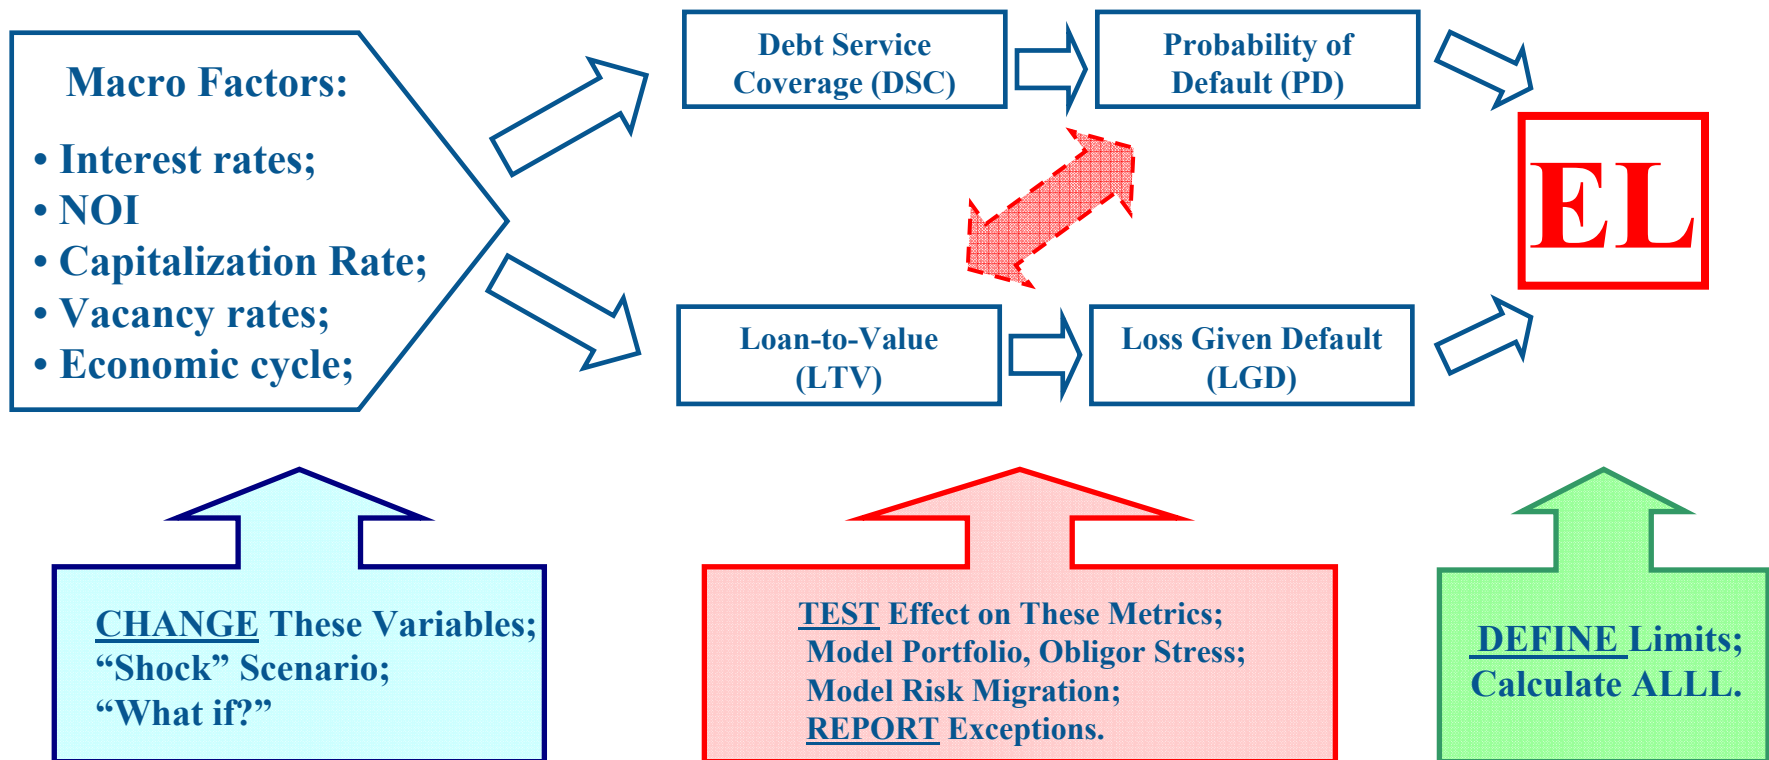 Macro Factors:
• Interest rates;
• NOI
• Capitalization Rate;
• Vacancy rates;
• Economic cycle;
Debt Service
Coverage (DSC)
Probability of
Default (PD)
Loan-to-Value
(LTV)
Loss Given Default
(LGD)
EL
CHANGE These Variables;
“Shock” Scenario;
“What if?”
TEST Effect on These Metrics;
Model Portfolio, Obligor Stress;
Model Risk Migration;
REPORT Exceptions.
DEFINE Limits;
Calculate ALLL.